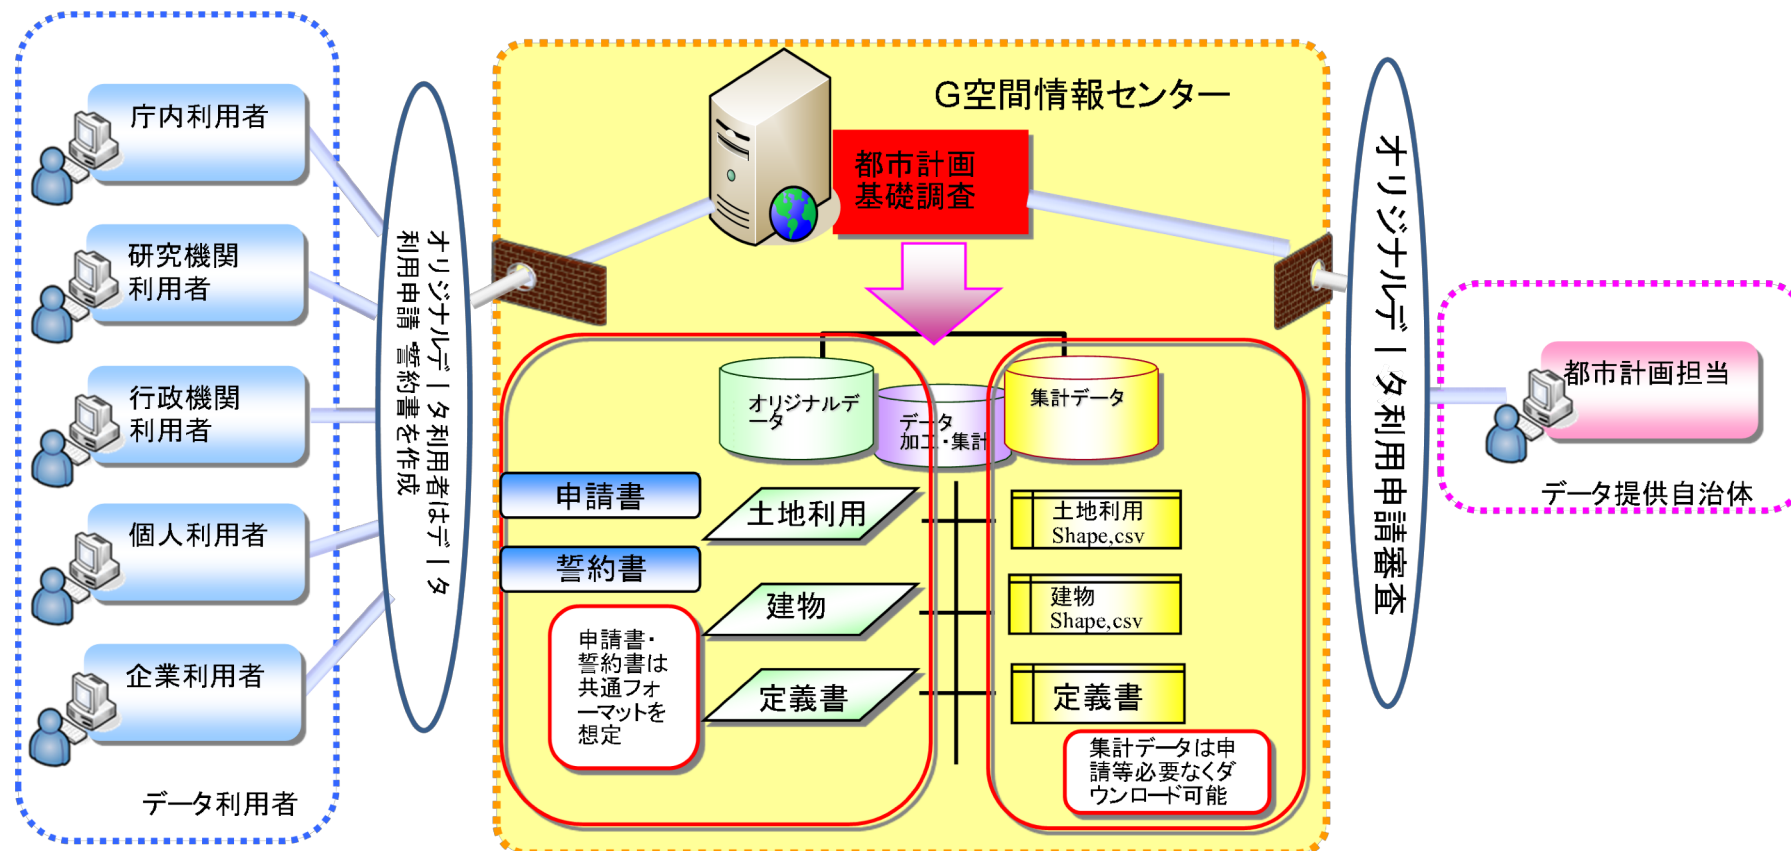 庁内利用者
研究機関
利用者
行政機関
利用者
個人利用者
企業利用者
データ利用者
オリジナルデータ利用者はデータ
利用申請・誓約書を作成
G空間情報センター
都市計画
基礎調査
オリジナルデ
ータ
データ
加工・集計
集計データ
申請書
誓約書
申請書・
誓約書は
共通フォ
ーマットを
想定
土地利用
建物
定義書
土地利用
Shape,csv
建物
Shape,csv
定義書
集計データは申
請等必要なくダ
ウンロード可能
オリジナルデータ利用申請審査
都市計画担当
データ提供自治体